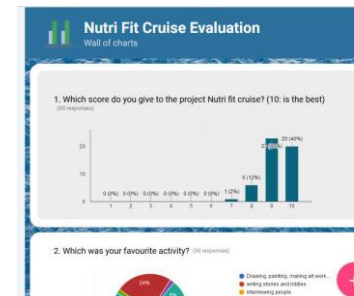 Nutri Fit Cruise Evaluation
Wall of charts
1. Which score do you give to the project Nutri fit cruise? (10: is the best)
(50 responses)
20
10
0
0 (0%) 0 (0%) 0 (0%) 0 (0%) 0 (0%) 0 (0%) 1 (2%) 6 (12%) 20 (40%)
1 2 3 4 5 6 7 8 9 10
2. Which was your favourite activity? (50 responses)
24%
Drawing, painting, making art work...
writing stories and riddles
interviewing people